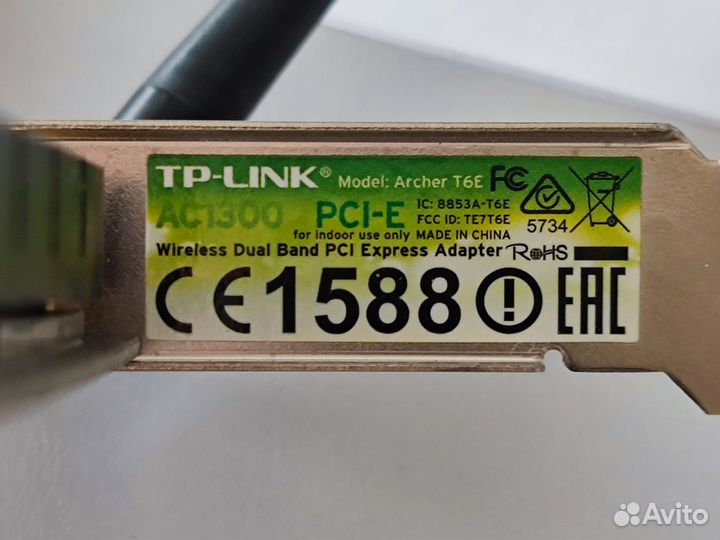 TP-LINK® Model: Archer T6E FC
AC1300 PCI-E IC: 8853A-T6E
FCC ID: TE7T6E
5734
for indoor use only MADE IN CHINA
Wireless Dual Band PCI Express Adapter RoHS
CE1588 ! EAC
Avito